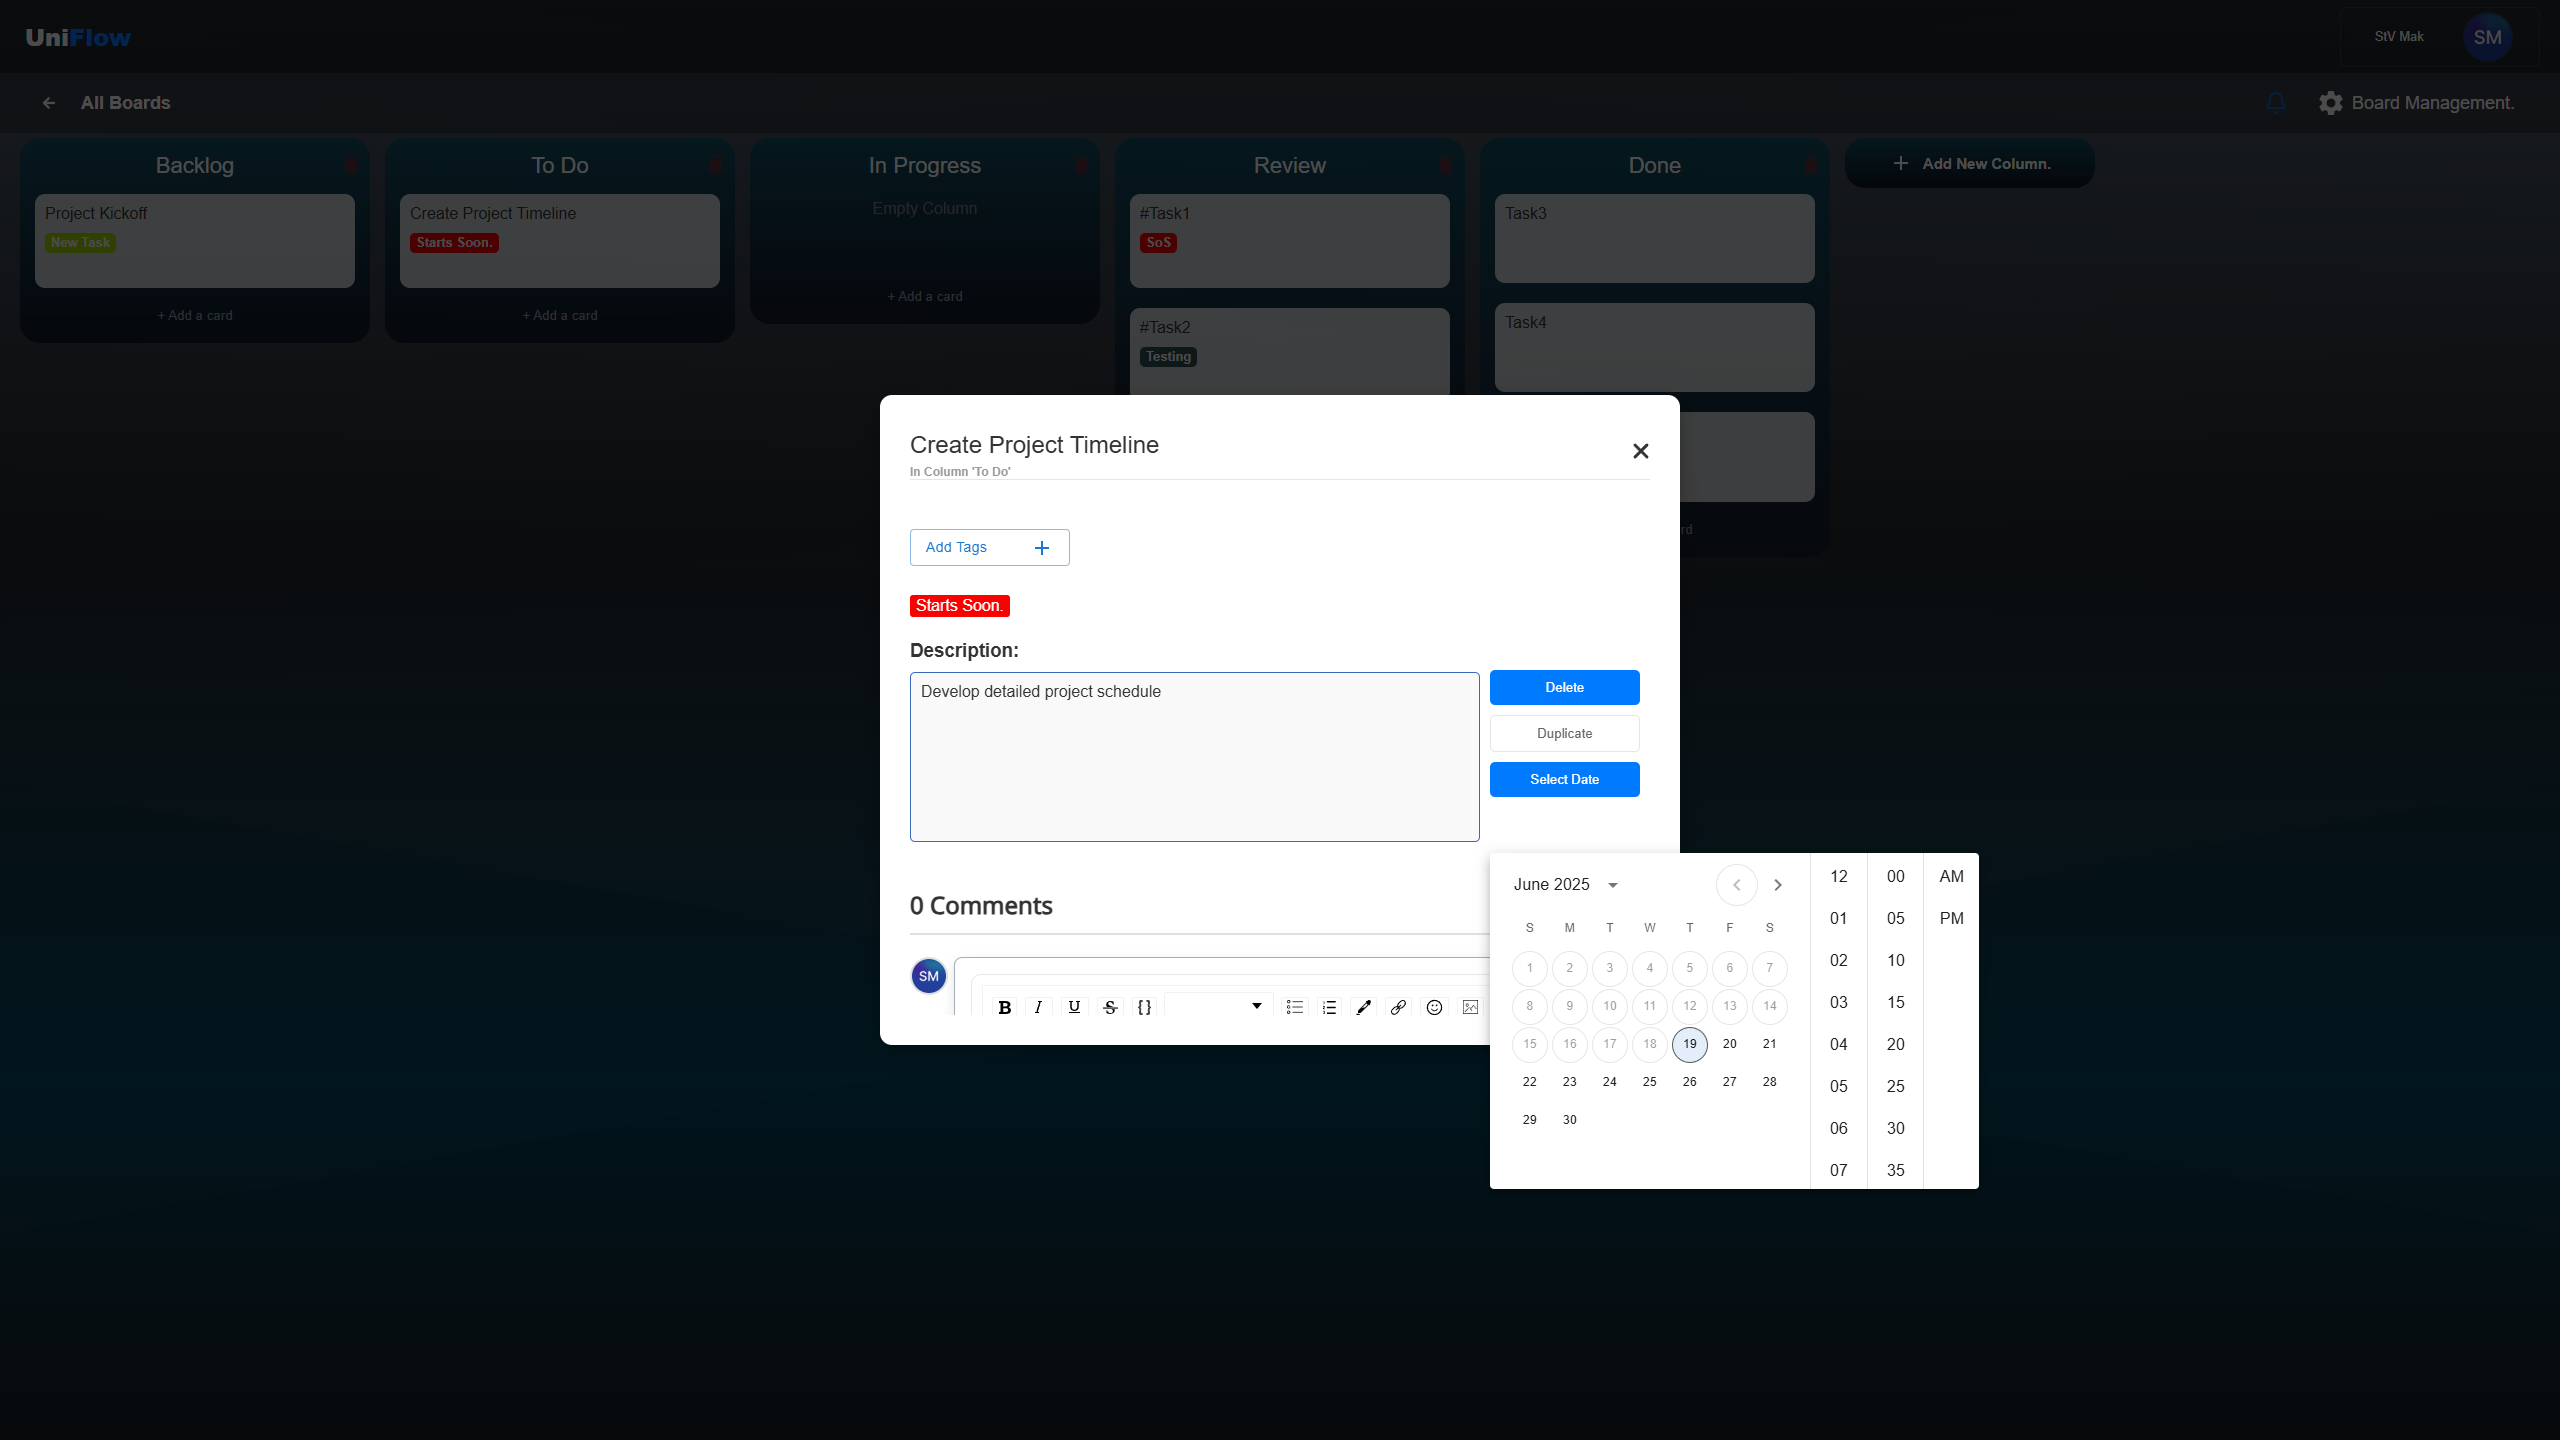 UniFlow
StV Mak
SM
All Boards
Board Management.
Backlog
Project Kickoff
New Task
+ Add a card
To Do
Create Project Timeline
Starts Soon.
+ Add a card
In Progress
Empty Column
+ Add a card
Review
#Task1
SoS
#Task2
Testing
Done
Task3
Task4
rd
Add New Column.
Create Project Timeline
In Column 'To Do'
Add Tags
Starts Soon.
Description:
Develop detailed project schedule
Delete
Duplicate
Select Date
0 Comments
SM
B I U S {}
June 2025
S M T W T F S
1 2 3 4 5 6 7
8 9 10 11 12 13 14
15 16 17 18 19 20 21
22 23 24 25 26 27 28
29 30
12 00 AM
01 05 PM
02 10
03 15
04 20
05 25
06 30
07 35